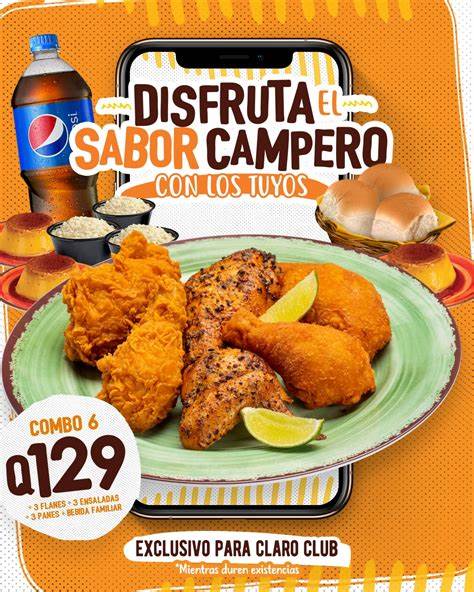 DISFRUTA EL
SABOR CAMPERO
CON LOS TUYOS
pepsi
COMBO 6
Q129
+ 3 FLANES + 3 ENSALADAS
+ 3 PANES + BEBIDA FAMILIAR
EXCLUSIVO PARA CLARO CLUB
*Mientras duren existencias